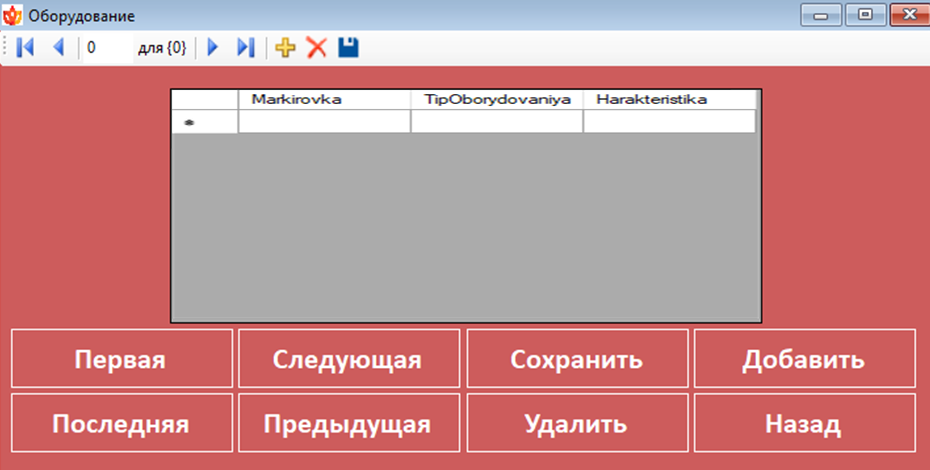 Оборудование
0 для {0}
Markirovka TipOborydovaniya Harakteristika
Первая Следующая Сохранить Добавить
Последняя Предыдущая Удалить Назад